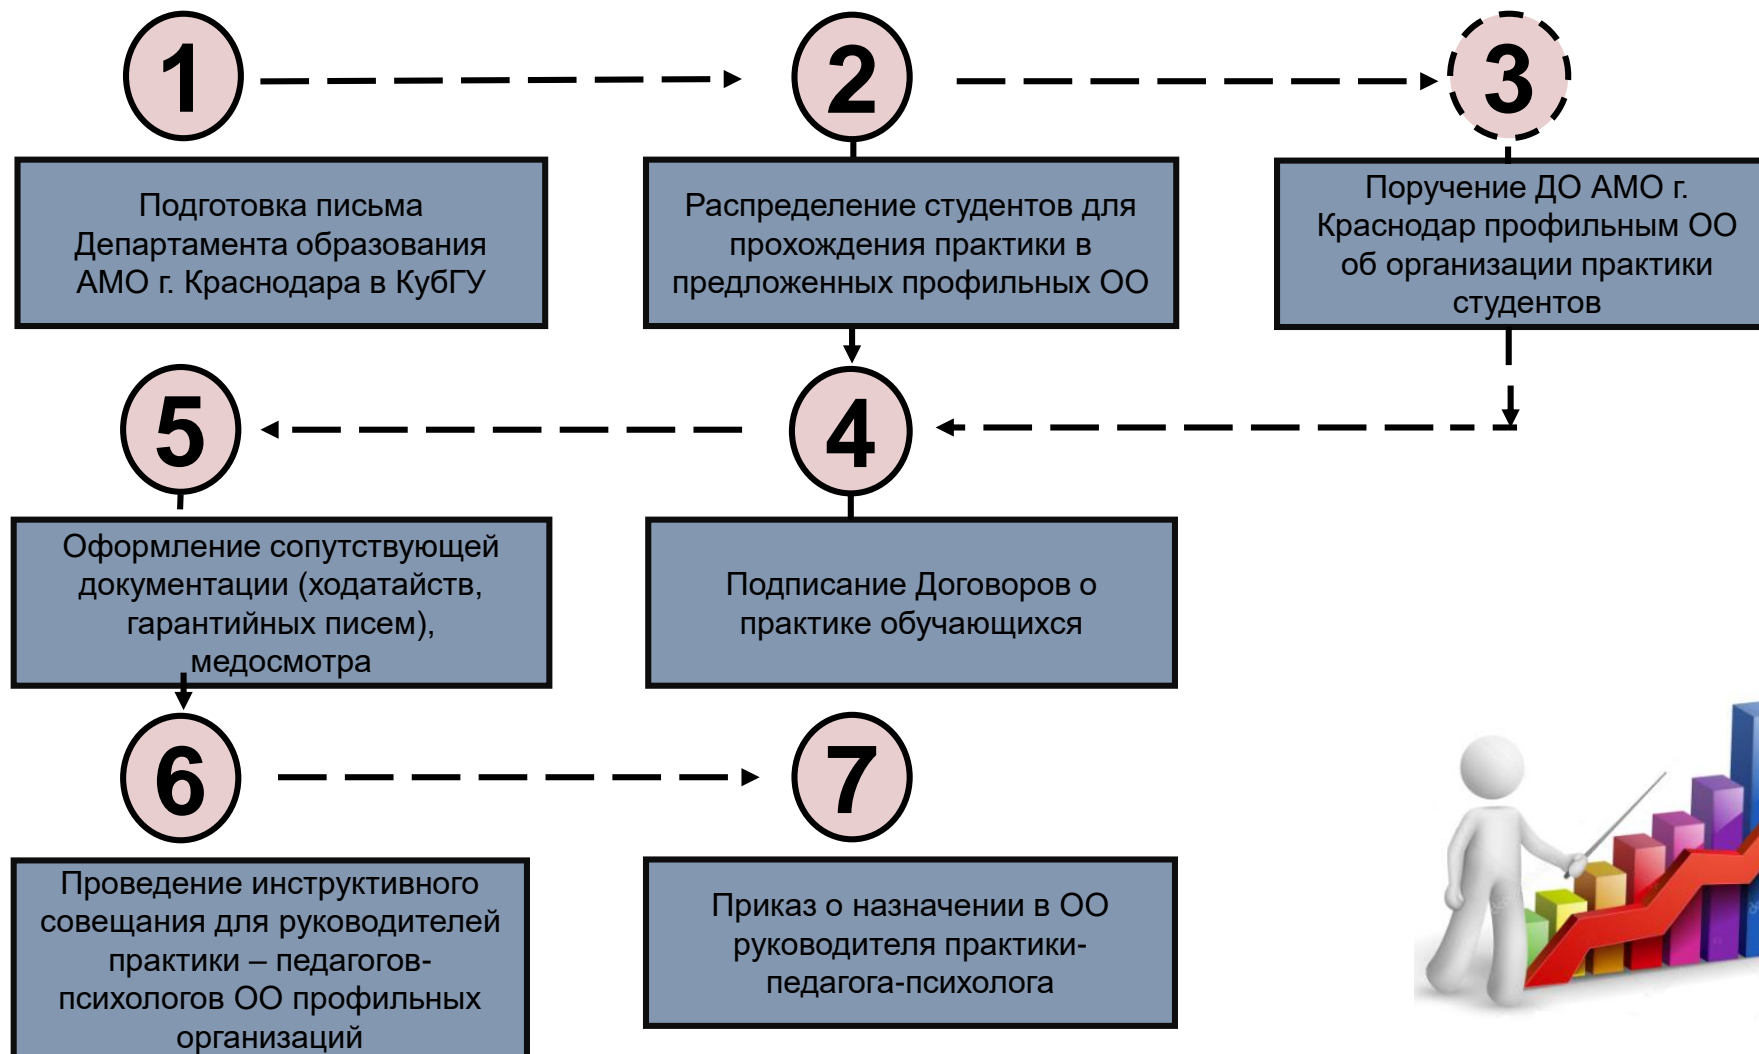 1
2
3
Подготовка письма
Департамента образования
АМО г. Краснодара в КубГУ
Распределение студентов для
прохождения практики в
предложенных профильных ОО
Поручение ДО АМО г.
Краснодар профильным ОО
об организации практики
студентов
5
4
Оформление сопутствующей
документации (ходатайств,
гарантийных писем),
медосмотра
Подписание Договоров о
практике обучающихся
6
7
Проведение инструктивного
совещания для руководителей
практики – педагогов-
психологов ОО профильных
организаций
Приказ о назначении в ОО
руководителя практики-
педагога-психолога